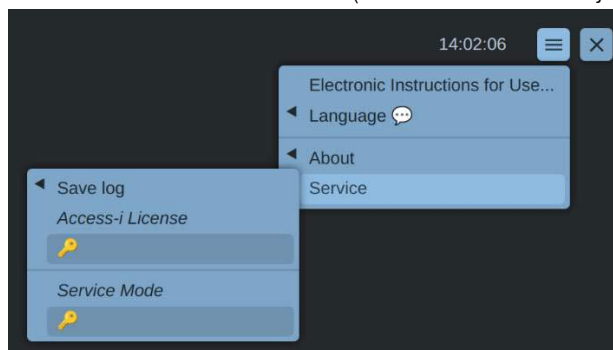 14:02:06
Electronic Instructions for Use...
Language
About
Service
Save log
Access-i License
Service Mode